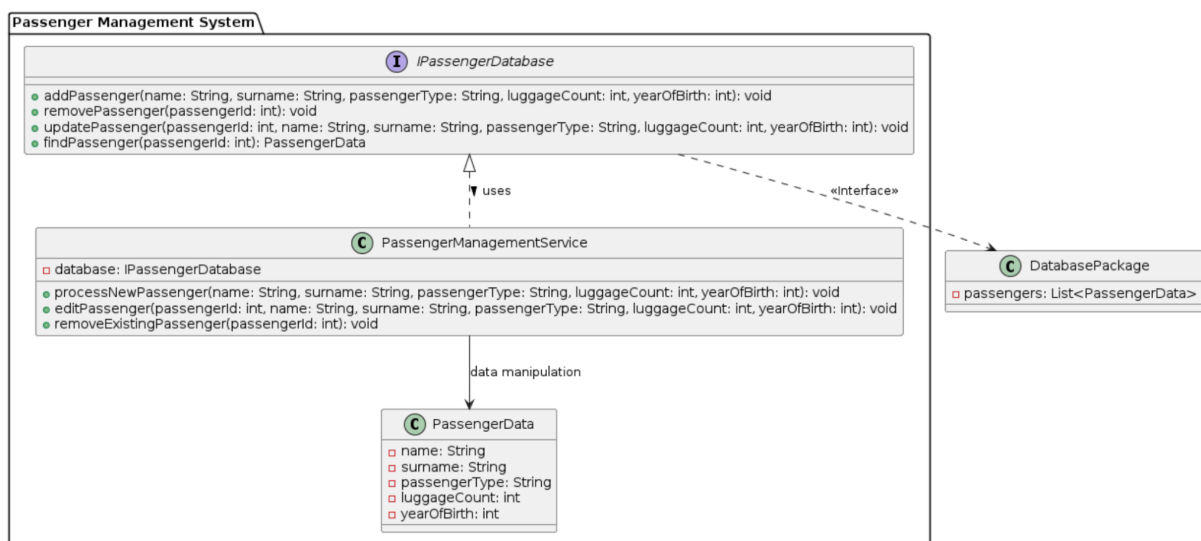 Passenger Management System
I IPassengerDatabase
addPassenger(name: String, surname: String, passengerType: String, luggageCount: int, yearOfBirth: int): void
removePassenger(passengerId: int): void
updatePassenger(passengerId: int, name: String, surname: String, passengerType: String, luggageCount: int, yearOfBirth: int): void
findPassenger(passengerId: int): PassengerData
uses
«Interface»
C PassengerManagementService
database: IPassengerDatabase
processNewPassenger(name: String, surname: String, passengerType: String, luggageCount: int, yearOfBirth: int): void
editPassenger(passengerId: int, name: String, surname: String, passengerType: String, luggageCount: int, yearOfBirth: int): void
removeExistingPassenger(passengerId: int): void
C DatabasePackage
passengers: List<PassengerData>
data manipulation
C PassengerData
name: String
surname: String
passengerType: String
luggageCount: int
yearOfBirth: int